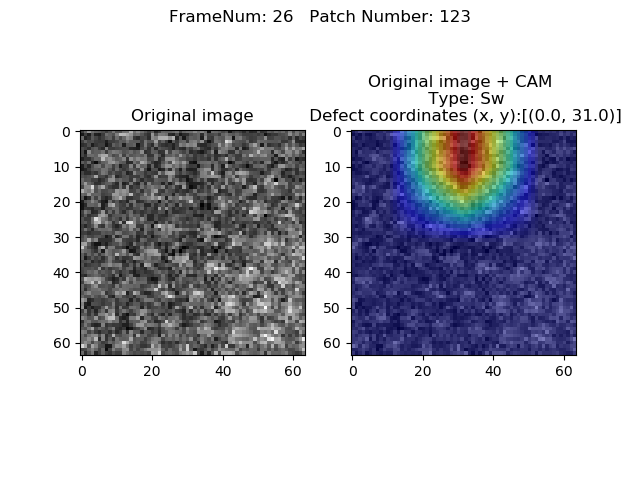 FrameNum: 26   Patch Number: 123
Original image
0
10
20
30
40
50
60
0 20 40 60
Original image + CAM
Type: Sw
Defect coordinates (x, y):[(0.0, 31.0)]
0
10
20
30
40
50
60
0 20 40 60